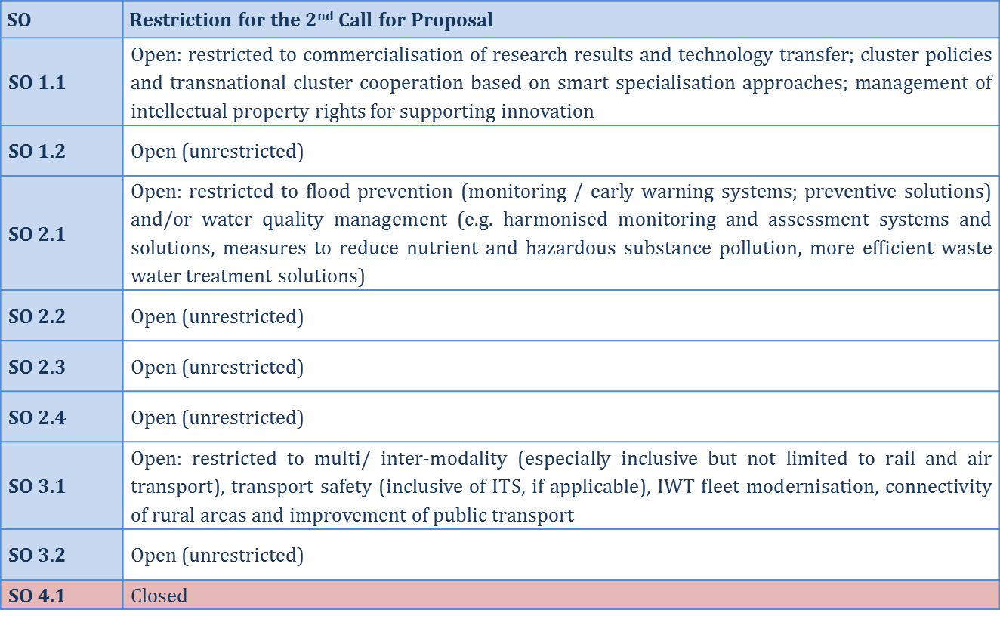 SO
Restriction for the 2nd Call for Proposal
SO 1.1
Open: restricted to commercialisation of research results and technology transfer; cluster policies
and transnational cluster cooperation based on smart specialisation approaches; management of
intellectual property rights for supporting innovation
SO 1.2
Open (unrestricted)
SO 2.1
Open: restricted to flood prevention (monitoring / early warning systems; preventive solutions)
and/or water quality management (e.g. harmonised monitoring and assessment systems and
solutions, measures to reduce nutrient and hazardous substance pollution, more efficient waste
water treatment solutions)
SO 2.2
Open (unrestricted)
SO 2.3
Open (unrestricted)
SO 2.4
Open (unrestricted)
SO 3.1
Open: restricted to multi/ inter-modality (especially inclusive but not limited to rail and air
transport), transport safety (inclusive of ITS, if applicable), IWT fleet modernisation, connectivity
of rural areas and improvement of public transport
SO 3.2
Open (unrestricted)
SO 4.1
Closed